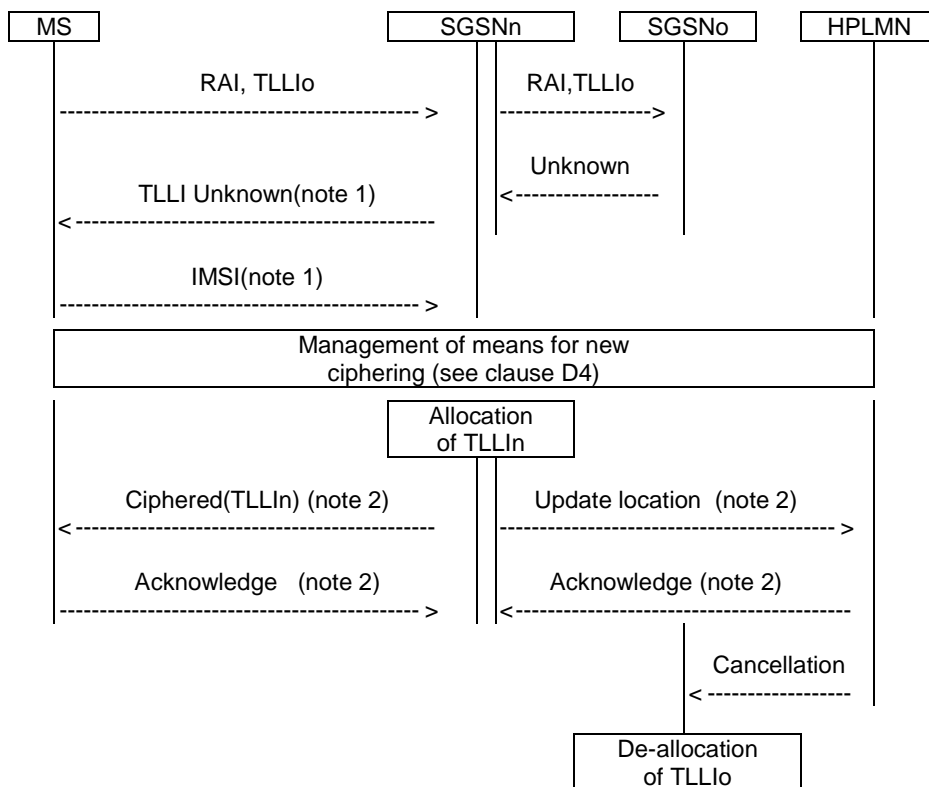 MS SGSNn SGSNo HPLMN
RAI, TLLIo RAI,TLLIo
Unknown
TLLI Unknown(note 1)
IMSI(note 1)
Management of means for new
ciphering (see clause D4)
Allocation
of TLLIn
Ciphered(TLLIn) (note 2) Update location (note 2)
Acknowledge (note 2) Acknowledge (note 2)
Cancellation
De-allocation
of TLLIo